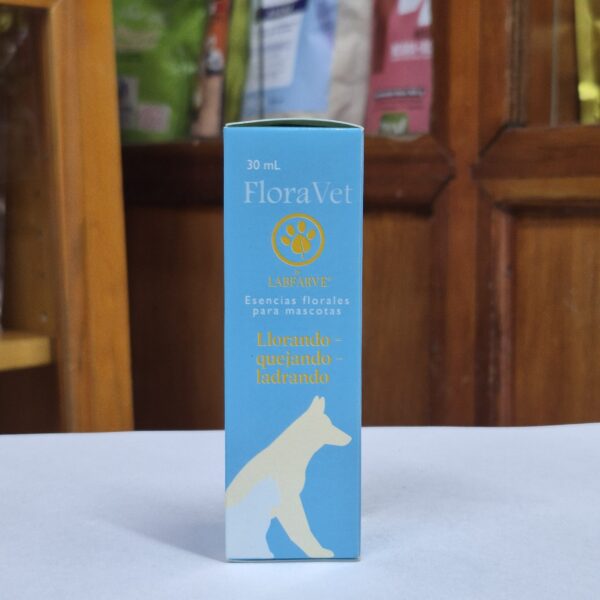 30 mL
FloraVet
LABFARVE
Esencias florales
para mascotas
Llorando -
quejando -
ladrando